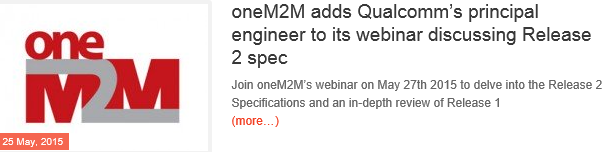 one
M2M
25 May, 2015
oneM2M adds Qualcomm's principal
engineer to its webinar discussing Release
2 spec
Join oneM2M's webinar on May 27th 2015 to delve into the Release 2
Specifications and an in-depth review of Release 1
(more…)